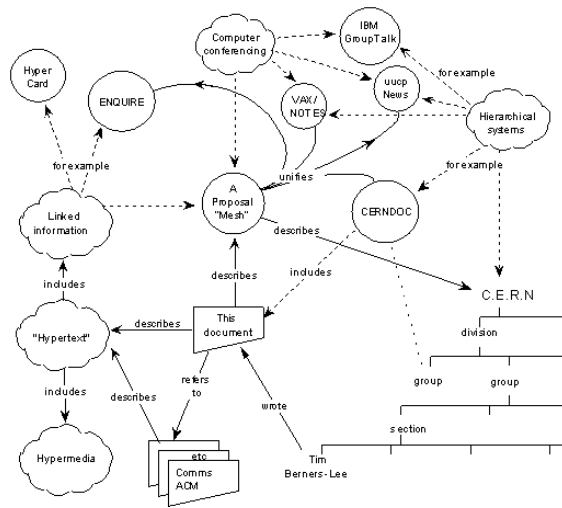 IBM
GroupTalk
Computer
conferencing
Hyper
Card
ENQUIRE
for example
uucp
News
VAX/
NOTES
Hierarchical
systems
for example
unifies
for example
A
Proposal
"Mesh"
CERNDOC
Linked
information
describes
describes
includes
includes
C.E.R.N
This
document
describes
division
"Hypertext"
refers
to
group
group
includes
describes
wrote
section
etc
Hypermedia
Comms
ACM
Tim
Berners-Lee